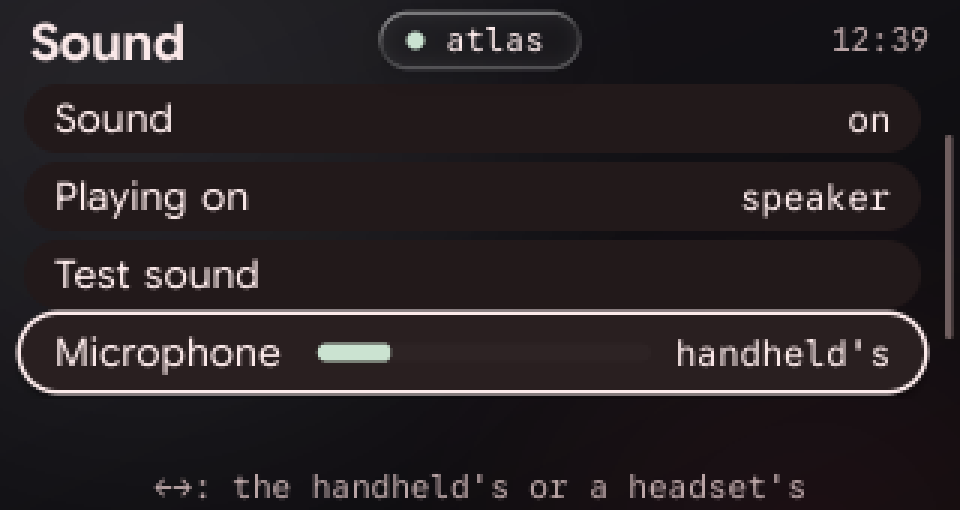 Sound
atlas
12:39
Sound on
Playing on speaker
Test sound
Microphone handheld's
↔: the handheld's or a headset's